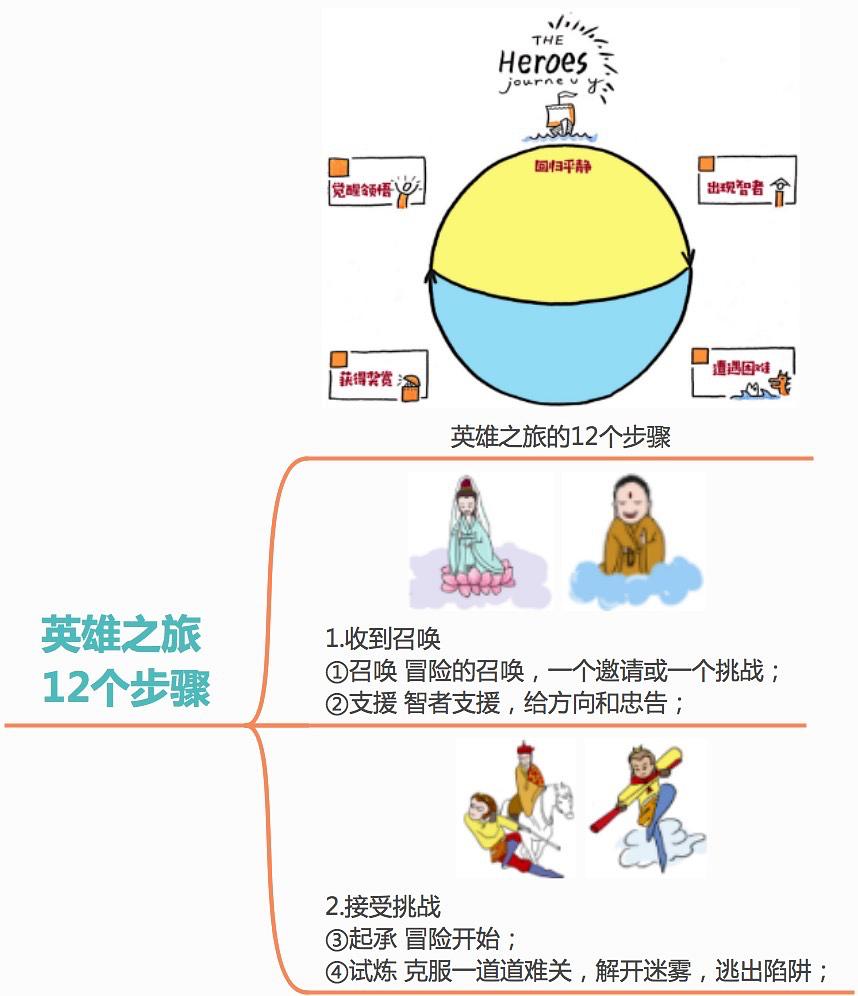 THE
Heroes
journeuy
回归平静
觉醒领悟
出现智者
获得奖赏
遭遇困难
英雄之旅的12个步骤
英雄之旅
12个步骤
1.收到召唤
①召唤 冒险的召唤，一个邀请或一个挑战；
②支援 智者支援，给方向和忠告；
2.接受挑战
③起承 冒险开始；
④试炼 克服一道道难关，解开迷雾，逃出陷阱；